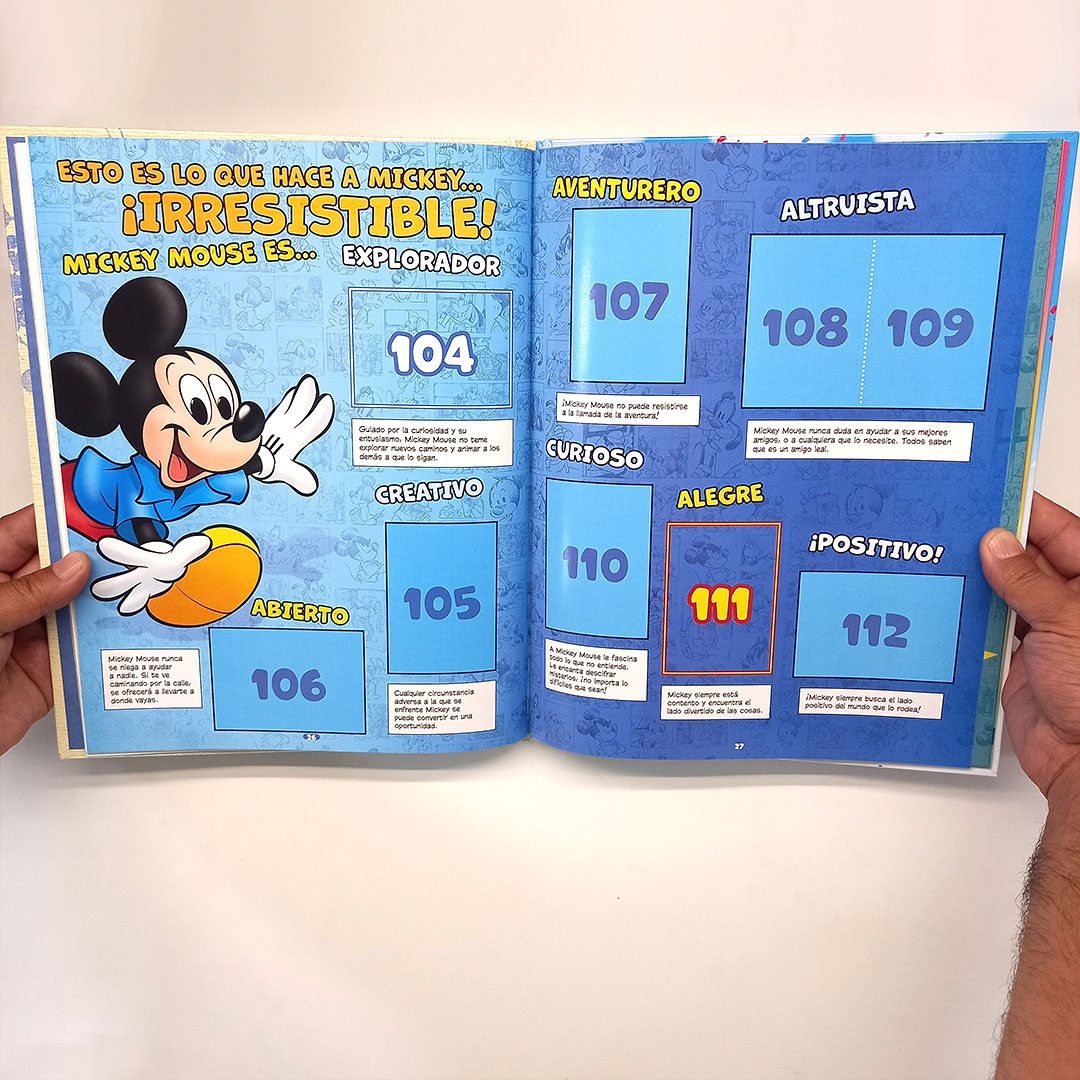 ESTO ES LO QUE HACE A MICKEY...
¡IRRESISTIBLE!
MICKEY MOUSE ES...
EXPLORADOR
104
Guiado por la curiosidad y su
entusiasmo, Mickey Mouse no teme
explorar nuevos caminos y animar a los
demás a que lo sigan.
CREATIVO
105
Cualquier circunstancia
adversa a la que se
enfrente Mickey se
puede convertir en una
oportunidad.
ABIERTO
106
Mickey Mouse nunca
se niega a ayudar
a nadie. Si te ve
caminando por la calle,
se ofrecerá a llevarte a
donde vayas.
26
AVENTURERO
107
¡Mickey Mouse no puede resistirse
a la llamada de la aventura!
ALTRUISTA
108
109
Mickey Mouse nunca duda en ayudar a sus mejores
amigos, o a cualquiera que lo necesite. Todos saben
que es un amigo leal.
CURIOSO
110
A Mickey Mouse le fascina
todo lo que no entiende.
Le encanta descifrar
misterios, ¡no importa lo
difíciles que sean!
ALEGRE
111
Mickey siempre está
contento y encuentra el
lado divertido de las cosas.
¡POSITIVO!
112
¡Mickey siempre busca el lado
positivo del mundo que lo rodea!
27